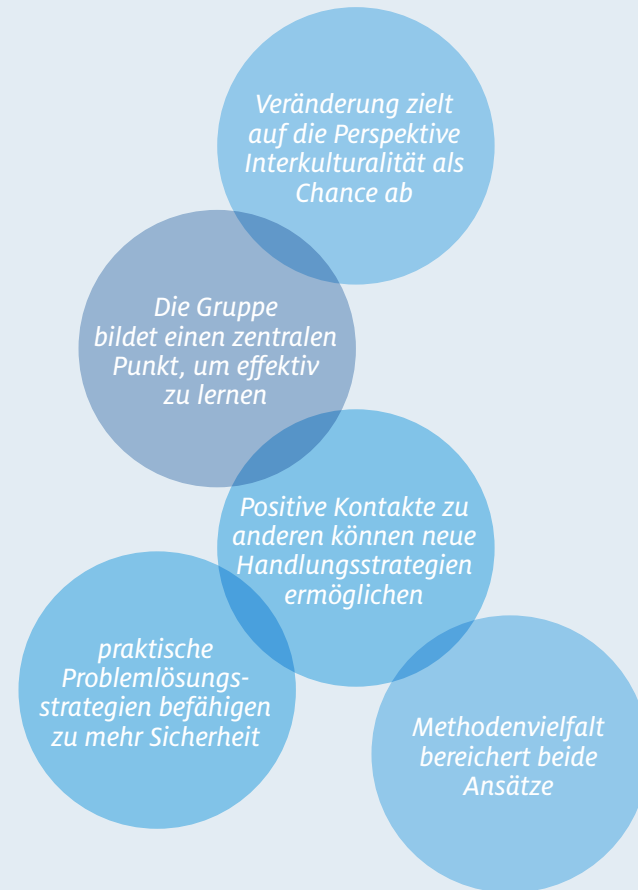 Veränderung zielt
auf die Perspektive
Interkulturalität als
Chance ab
Die Gruppe
bildet einen zentralen
Punkt, um effektiv
zu lernen
Positive Kontakte zu
anderen können neue
Handlungsstrategien
ermöglichen
praktische
Problemlösungs-
strategien befähigen
zu mehr Sicherheit
Methodenvielfalt
bereichert beide
Ansätze